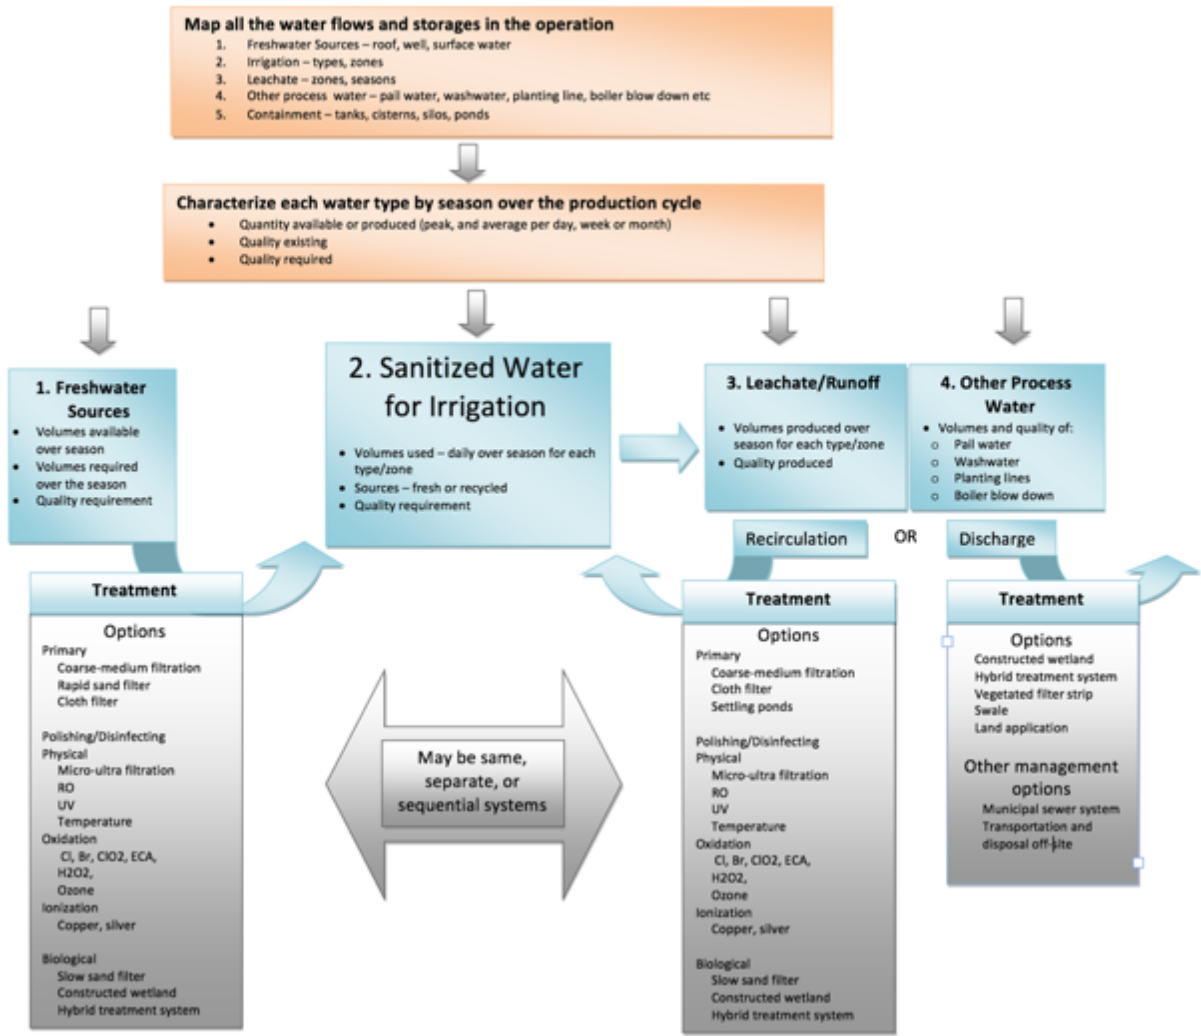 Map all the water flows and storages in the operation
1. Freshwater Sources – roof, well, surface water
2. Irrigation – types, zones
3. Leachate – zones, seasons
4. Other process water – pail water, washwater, planting line, boiler blow down etc
5. Containment – tanks, cisterns, silos, ponds
Characterize each water type by season over the production cycle
• Quantity available or produced (peak, and average per day, week or month)
• Quality existing
• Quality required
1. Freshwater
Sources
• Volumes available
over season
• Volumes required
over the season
• Quality requirement
2. Sanitized Water
for Irrigation
• Volumes used – daily over season for each
type/zone
• Sources – fresh or recycled
• Quality requirement
3. Leachate/Runoff
• Volumes produced over
season for each type/zone
• Quality produced
4. Other Process
Water
• Volumes and quality of:
o Pail water
o Washwater
o Planting lines
o Boiler blow down
Recirculation
OR
Discharge
Treatment
Options
Primary
Coarse-medium filtration
Rapid sand filter
Cloth filter
Polishing/Disinfecting
Physical
Micro-ultra filtration
RO
UV
Temperature
Oxidation
Cl, Br, ClO2, ECA,
H2O2,
Ozone
Ionization
Copper, silver
Biological
Slow sand filter
Constructed wetland
Hybrid treatment system
May be same,
separate, or
sequential systems
Treatment
Options
Primary
Coarse-medium filtration
Cloth filter
Settling ponds
Polishing/Disinfecting
Physical
Micro-ultra filtration
RO
UV
Temperature
Oxidation
Cl, Br, ClO2, ECA,
H2O2,
Ozone
Ionization
Copper, silver
Biological
Slow sand filter
Constructed wetland
Hybrid treatment system
Treatment
Options
Constructed wetland
Hybrid treatment system
Vegetated filter strip
Swale
Land application
Other management
options
Municipal sewer system
Transportation and
disposal off-site